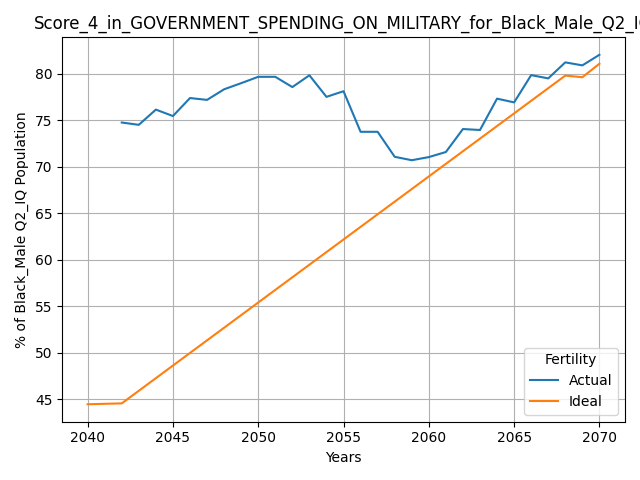 Score_4_in_GOVERNMENT_SPENDING_ON_MILITARY_for_Black_Male_Q2_I
% of Black_Male Q2_IQ Population
80
75
70
65
60
55
50
45
2040 2045 2050 2055 2060 2065 2070
Years
Fertility
Actual
Ideal